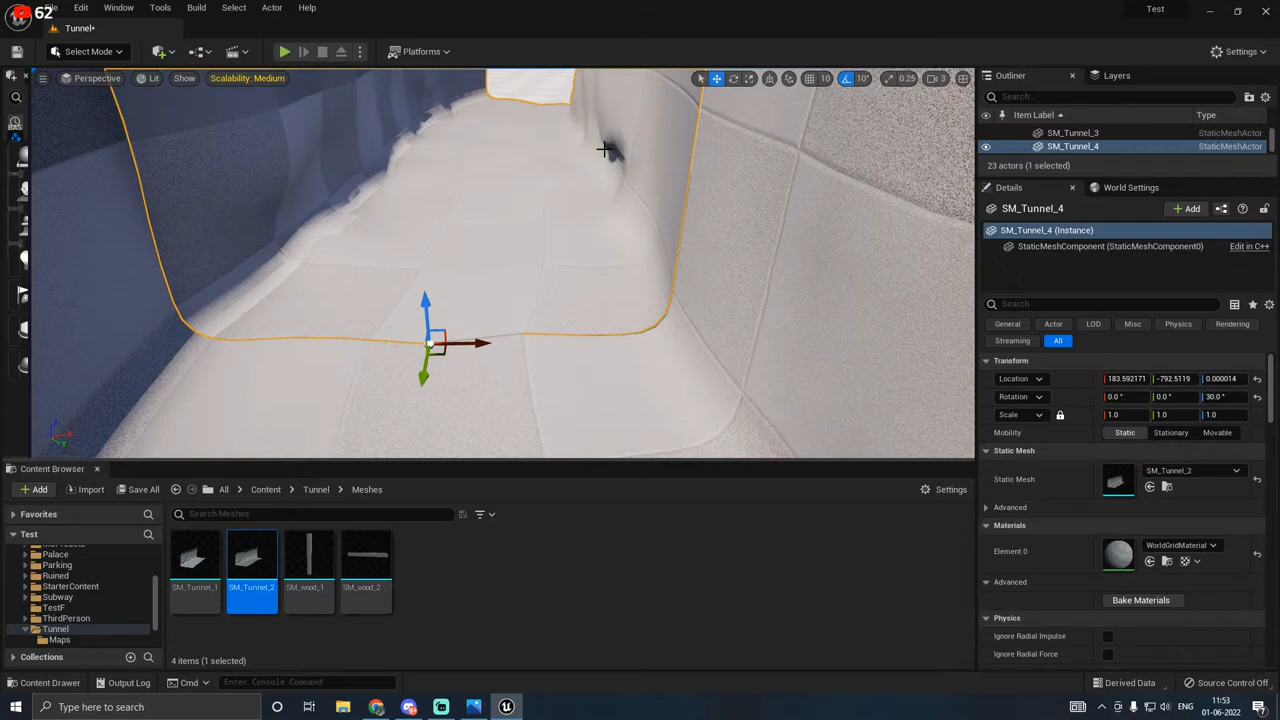 62
Edit Window Tools Build Select Actor Help
Test
Tunnel*
Select Mode
Platforms
Settings
Perspective Lit Show Scalability: Medium
10 10° 0.25 3
Outliner Layers
Search...
Item Label Type
SM_Tunnel_3 StaticMeshActor
SM_Tunnel_4 StaticMeshActor
23 actors (1 selected)
Details World Settings
SM_Tunnel_4
Add
SM_Tunnel_4 (Instance)
StaticMeshComponent (StaticMeshComponent0) Edit in C++
Search
General Actor LOD Misc Physics Rendering
Streaming All
Transform
Location 183.592171 -792.5119 0.000014
Rotation 0.0 ° 0.0 ° 30.0 °
Scale 1.0 1.0 1.0
Mobility Static Stationary Movable
Static Mesh
Static Mesh SM_Tunnel_2
Advanced
Materials
Element 0 WorldGridMaterial
Advanced
Bake Materials
Physics
Ignore Radial Impulse
Ignore Radial Force
Content Browser
Add Import Save All All Content Tunnel Meshes Settings
Favorites
Search Meshes
Test
Palace
Parking
Ruined
StarterContent
Subway
TestF
ThirdPerson
Tunnel
Maps
Collections
SM_Tunnel_1 SM_Tunnel_2 SM_wood_1 SM_wood_2
4 items (1 selected)
Content Drawer Output Log Cmd Enter Console Command
Derived Data Source Control Off
Type here to search
ENG
11:53
01-06-2022